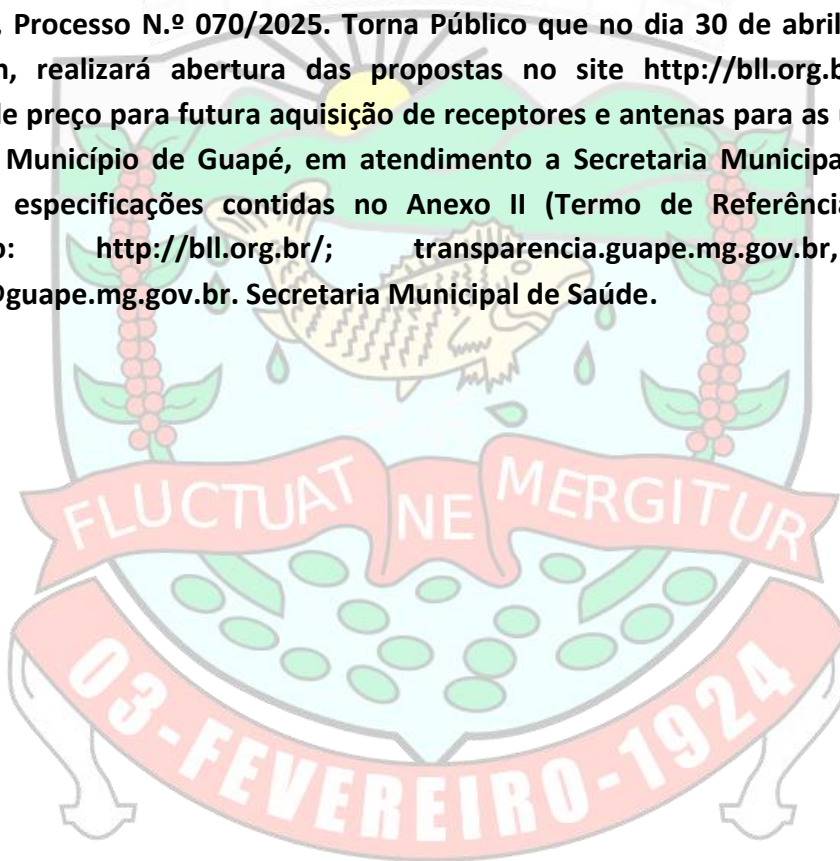 Processo N.º 070/2025. Torna Público que no dia 30 de abril
realizará abertura das propostas no site http://bll.org.b
de preço para futura aquisição de receptores e antenas para as
Município de Guapé, em atendimento a Secretaria Municipa
especificações contidas no Anexo II (Termo de Referência
http://bll.org.br/; transparencia.guape.mg.gov.br,
@guape.mg.gov.br. Secretaria Municipal de Saúde.
FLUCTUAT NE MERGITUR
03-FEVEREIRO-1924